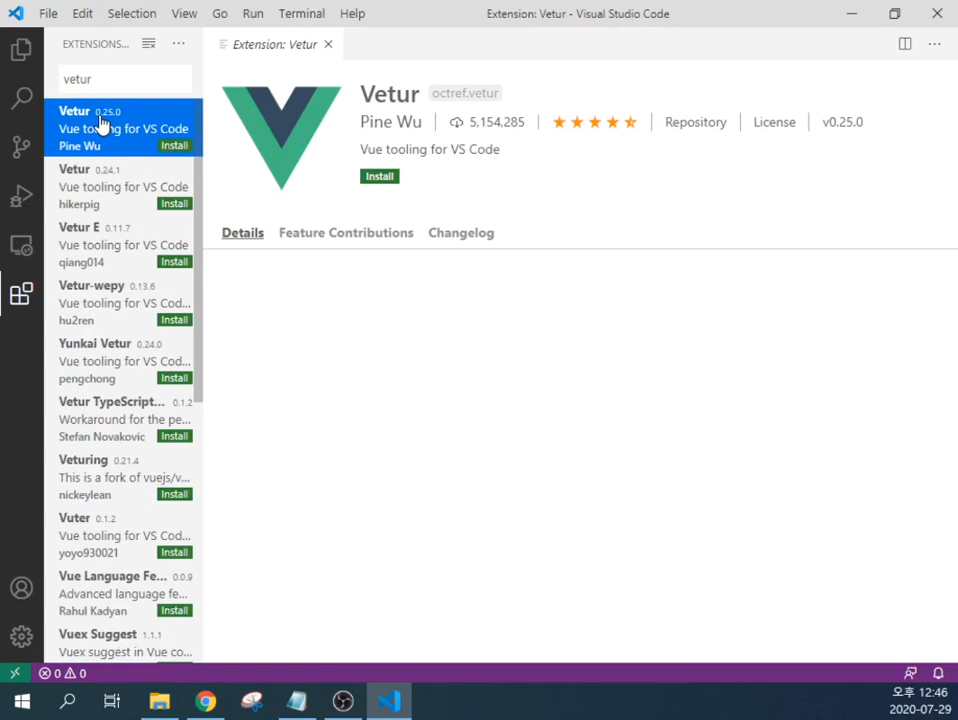 File Edit Selection View Go Run Terminal Help
Extension: Vetur - Visual Studio Code
EXTENSIONS...
vetur
Vetur 0.25.0
Vue tooling for VS Code
Pine Wu Install
Vetur 0.24.1
Vue tooling for VS Code
hikerpig Install
Vetur E 0.11.7
Vue tooling for VS Code
qiang014 Install
Vetur-wepy 0.13.6
Vue tooling for VS Cod...
hu2ren Install
Yunkai Vetur 0.24.0
Vue tooling for VS Cod...
pengchong Install
Vetur TypeScript... 0.1.2
Workaround for the pe...
Stefan Novakovic Install
Veturing 0.21.4
This is a fork of vuejs/v...
nickeylean Install
Vuter 0.1.2
Vue tooling for VS Cod...
yoyo930021 Install
Vue Language Fe... 0.0.9
Advanced language fe...
Rahul Kadyan Install
Vuex Suggest 1.1.1
Vuex suggest in Vue co...
Extension: Vetur
Vetur octref.vetur
Pine Wu 5,154,285 Repository License v0.25.0
Vue tooling for VS Code
Install
Details Feature Contributions Changelog
0 0
오후 12:46
2020-07-29